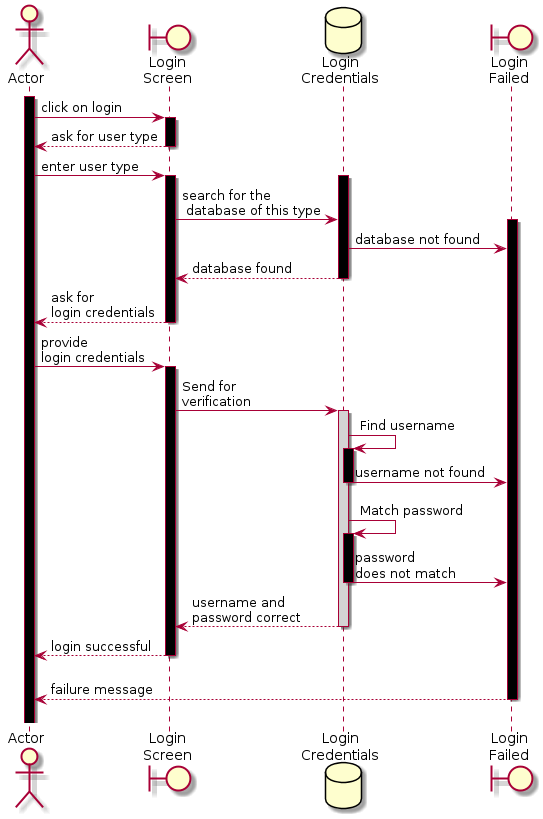 Actor
Login
Screen
Login
Credentials
Login
Failed
click on login
ask for user type
enter user type
search for the
database of this type
database not found
database found
ask for
login credentials
provide
login credentials
Send for
verification
Find username
username not found
Match password
password
does not match
username and
password correct
login successful
failure message
Actor
Login
Screen
Login
Credentials
Login
Failed